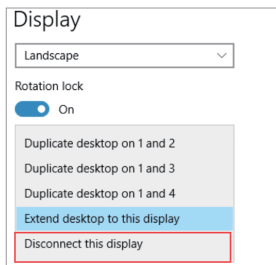 Display
Landscape
Rotation lock
On
Duplicate desktop on 1 and 2
Duplicate desktop on 1 and 3
Duplicate desktop on 1 and 4
Extend desktop to this display
Disconnect this display